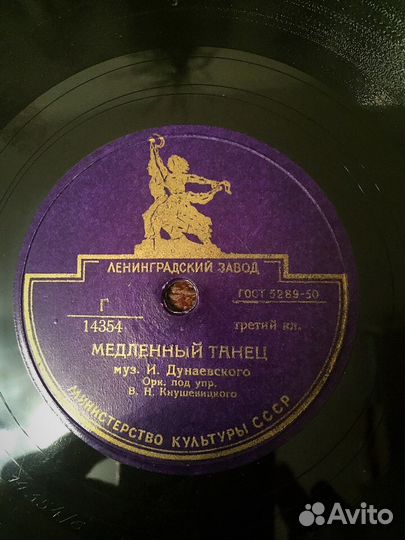 ЛЕНИНГРАДСКИЙ ЗАВОД
Г
14354
ГОСТ 5289-50
третий кл.
МЕДЛЕННЫЙ ТАНЕЦ
муз. И. Дунаевского
Орк. под упр.
В. Н. Кнушевицкого
МИНИСТЕРСТВО КУЛЬТУРЫ СССР
Avito